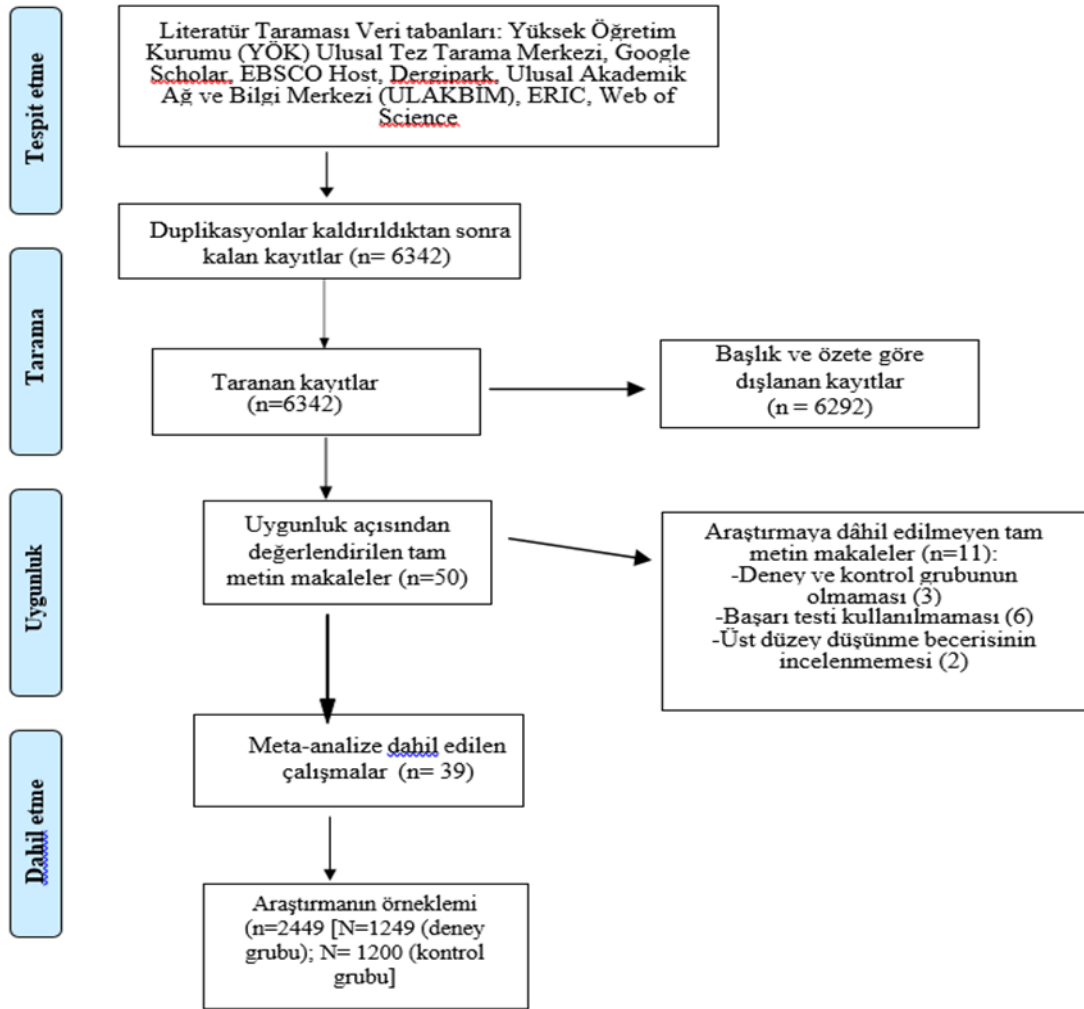 Tespit etme
Literatür Taraması Veri tabanları: Yüksek Öğretim
Kurumu (YÖK) Ulusal Tez Tarama Merkezi, Google
Scholar, EBSCO Host, Dergipark, Ulusal Akademik
Ağ ve Bilgi Merkezi (ULAKBİM), ERIC, Web of
Science
Duplikasyonlar kaldırıldıktan sonra
kalan kayıtlar (n= 6342)
Tarama
Taranan kayıtlar
(n=6342)
Başlık ve özete göre
dışlanan kayıtlar
(n = 6292)
Uygunluk
Uygunluk açısından
değerlendirilen tam
metin makaleler (n=50)
Araştırmaya dâhil edilmeyen tam
metin makaleler (n=11):
-Deney ve kontrol grubunun
olmaması (3)
-Başarı testi kullanılmaması (6)
-Üst düzey düşünme becerisinin
incelenmemesi (2)
Dahil etme
Meta-analize dahil edilen
çalışmalar (n= 39)
Araştırmanın örneklemi
(n=2449 [N=1249 (deney
grubu); N= 1200 (kontrol
grubu]